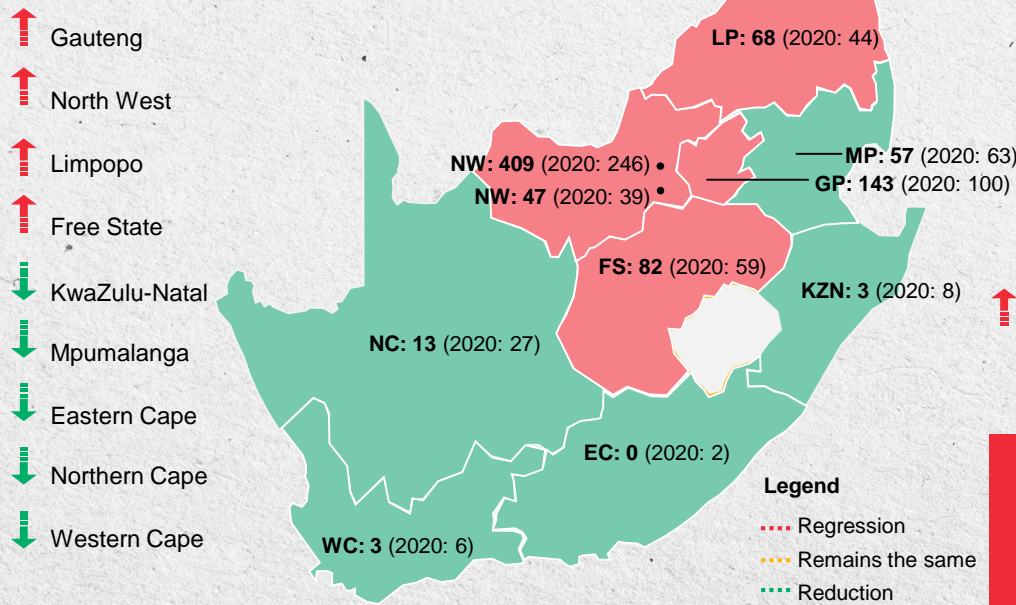 Gauteng
North West
Limpopo
Free State
KwaZulu-Natal
Mpumalanga
Eastern Cape
Northern Cape
Western Cape
LP: 68 (2020: 44)
NW: 409 (2020: 246)
NW: 47 (2020: 39)
MP: 57 (2020: 63)
GP: 143 (2020: 100)
FS: 82 (2020: 59)
KZN: 3 (2020: 8)
NC: 13 (2020: 27)
EC: 0 (2020: 2)
WC: 3 (2020: 6)
Legend
Regression
Remains the same
Reduction